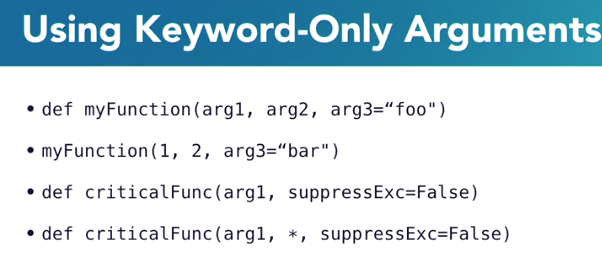 Using Keyword-Only Arguments
• def myFunction(arg1, arg2, arg3=“foo")
• myFunction(1, 2, arg3=“bar")
• def criticalFunc(arg1, suppressExc=False)
• def criticalFunc(arg1, *, suppressExc=False)